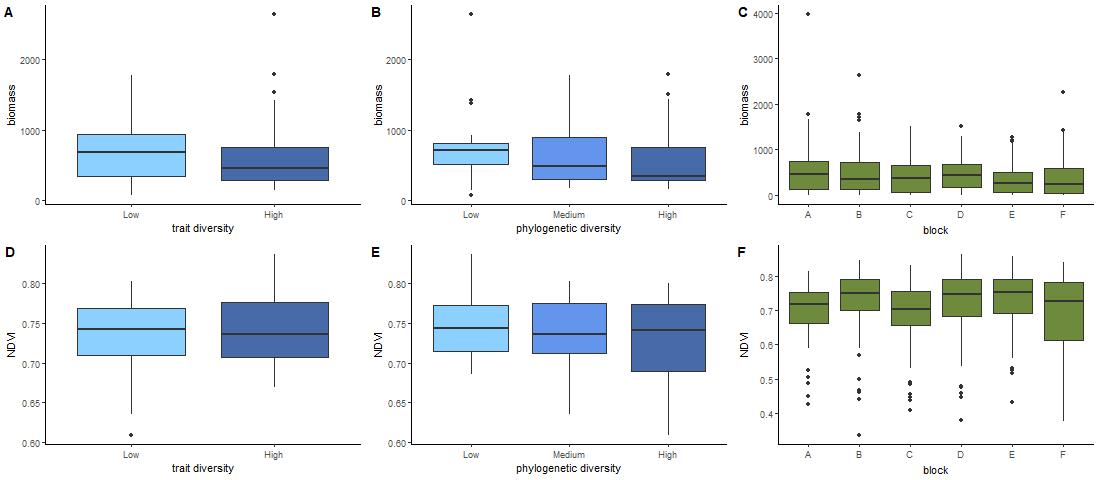 A
biomass
2000
1000
0
Low High
trait diversity
B
biomass
2000
1000
0
Low Medium High
phylogenetic diversity
C
biomass
4000
3000
2000
1000
0
A B C D E F
block
D
NDVI
0.80
0.75
0.70
0.65
0.60
Low High
trait diversity
E
NDVI
0.80
0.75
0.70
0.65
0.60
Low Medium High
phylogenetic diversity
F
NDVI
0.8
0.7
0.6
0.5
0.4
A B C D E F
block